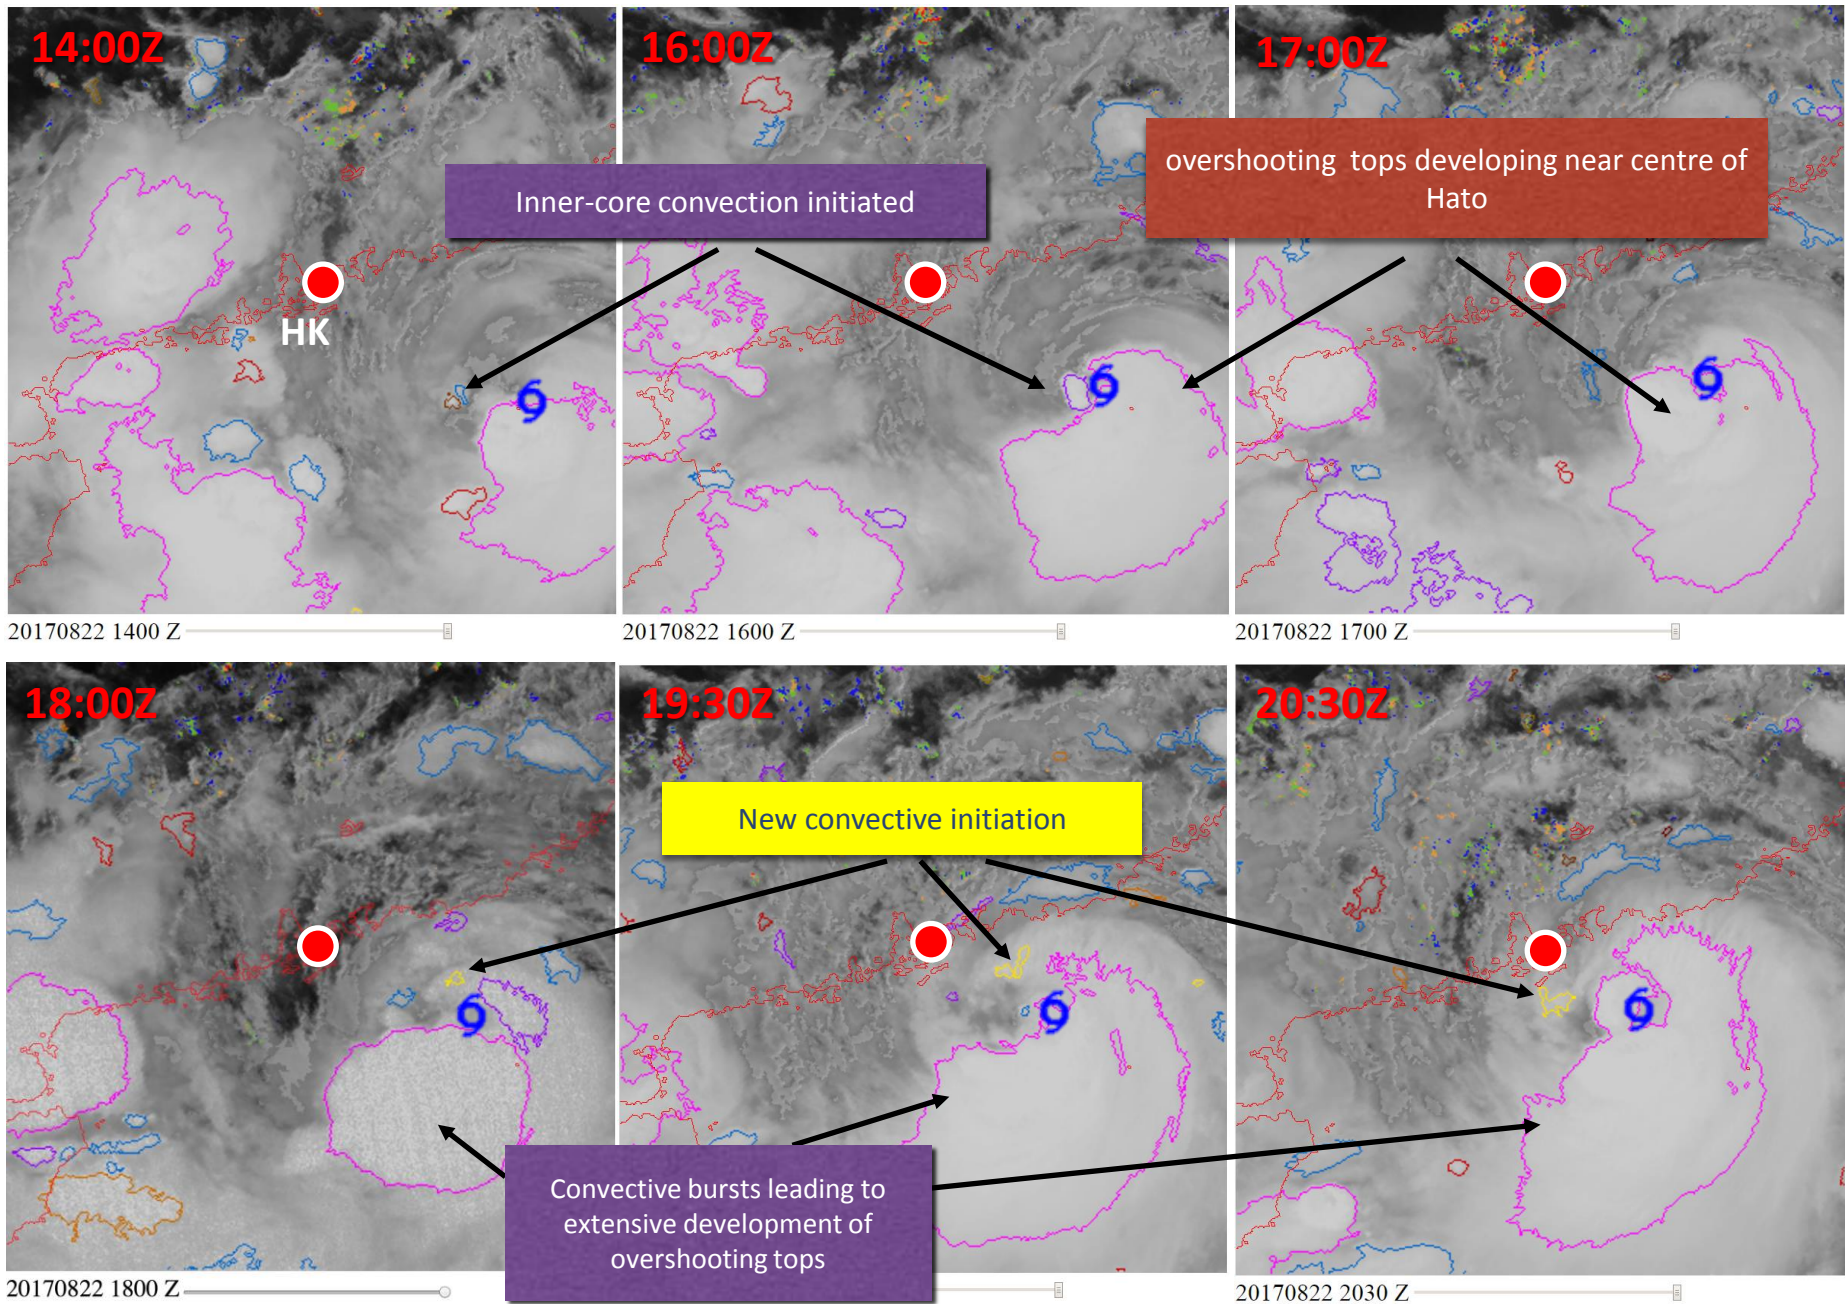 14:00Z
16:00Z
17:00Z
Inner-core convection initiated
overshooting tops developing near centre of
Hato
HK
20170822 1400 Z
20170822 1600 Z
20170822 1700 Z
18:00Z
19:30Z
20:30Z
New convective initiation
Convective bursts leading to
extensive development of
overshooting tops
20170822 1800 Z
20170822 2030 Z